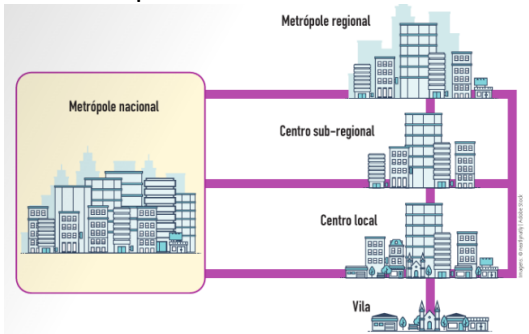 Metrópole regional
Metrópole nacional
Centro sub-regional
Centro local
Vila